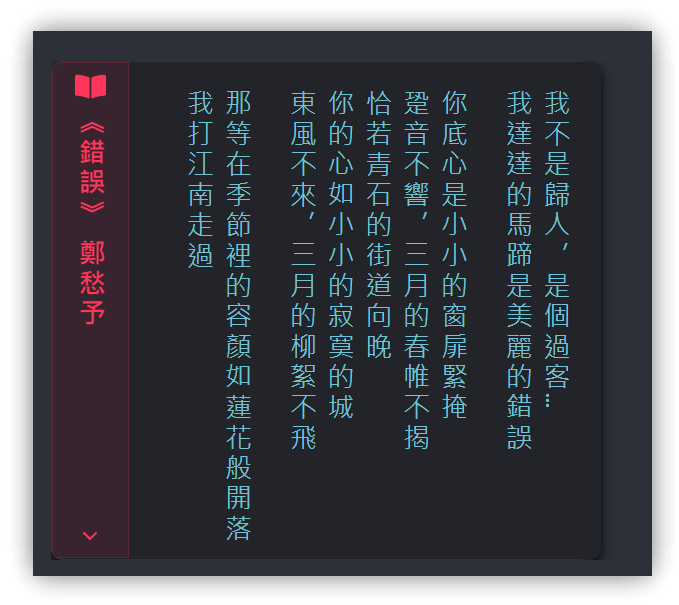 《錯誤》 鄭愁予
我打江南走過
那等在季節裡的容顏如蓮花般開落
東風不來，三月的柳絮不飛
你的心如小小的寂寞的城
恰若青石的街道向晚
跫音不響，三月的春帷不揭
你底心是小小的窗扉緊掩
我達達的馬蹄是美麗的錯誤
我不是歸人，是個過客…